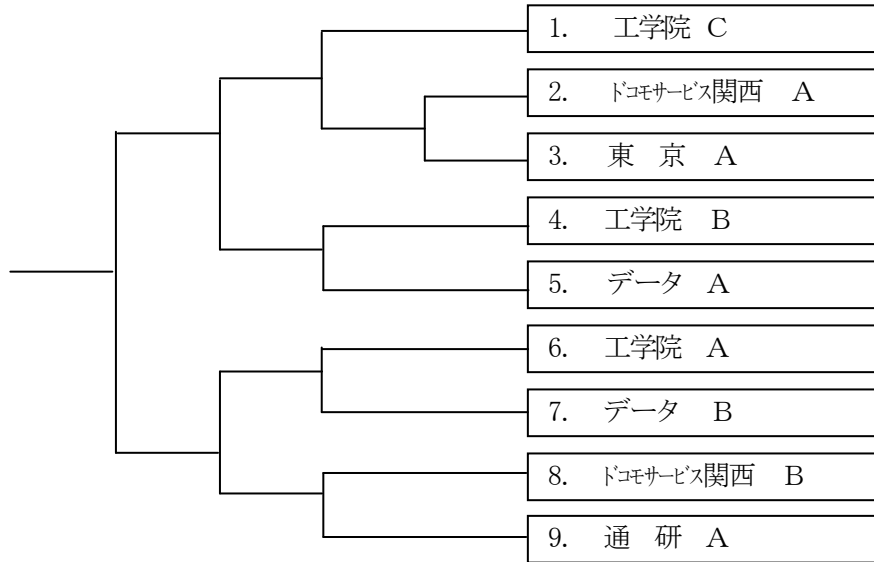 1. 工学院 C
2. ドコモサービス関西 A
3. 東 京 A
4. 工学院 B
5. データ A
6. 工学院 A
7. データ B
8. ドコモサービス関西 B
9. 通 研 A